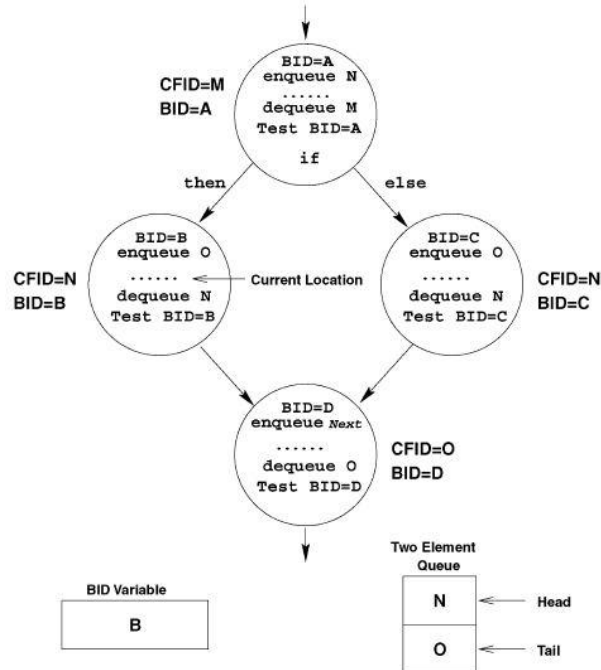 BID=A
enqueue N
......
dequeue M
Test BID=A
if
CFID=M
BID=A
then
else
BID=B
enqueue O
......
dequeue N
Test BID=B
CFID=N
BID=B
Current Location
BID=C
enqueue O
......
dequeue N
Test BID=C
CFID=N
BID=C
BID=D
enqueue Next
......
dequeue O
Test BID=D
CFID=O
BID=D
BID Variable
B
Two Element
Queue
N
Head
O
Tail